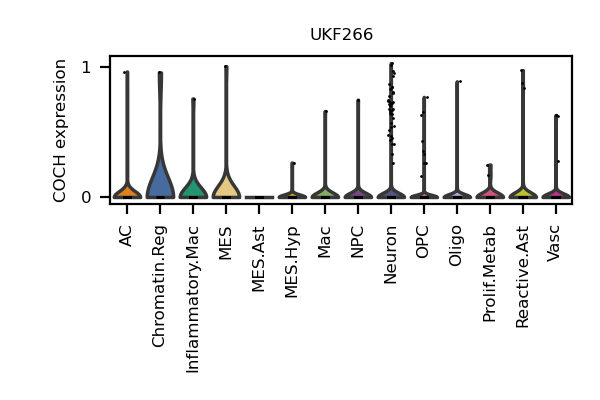 UKF266
COCH expression
1
0
AC
Chromatin.Reg
Inflammatory.Mac
MES
MES.Ast
MES.Hyp
Mac
NPC
Neuron
OPC
Oligo
Prolif.Metab
Reactive.Ast
Vasc